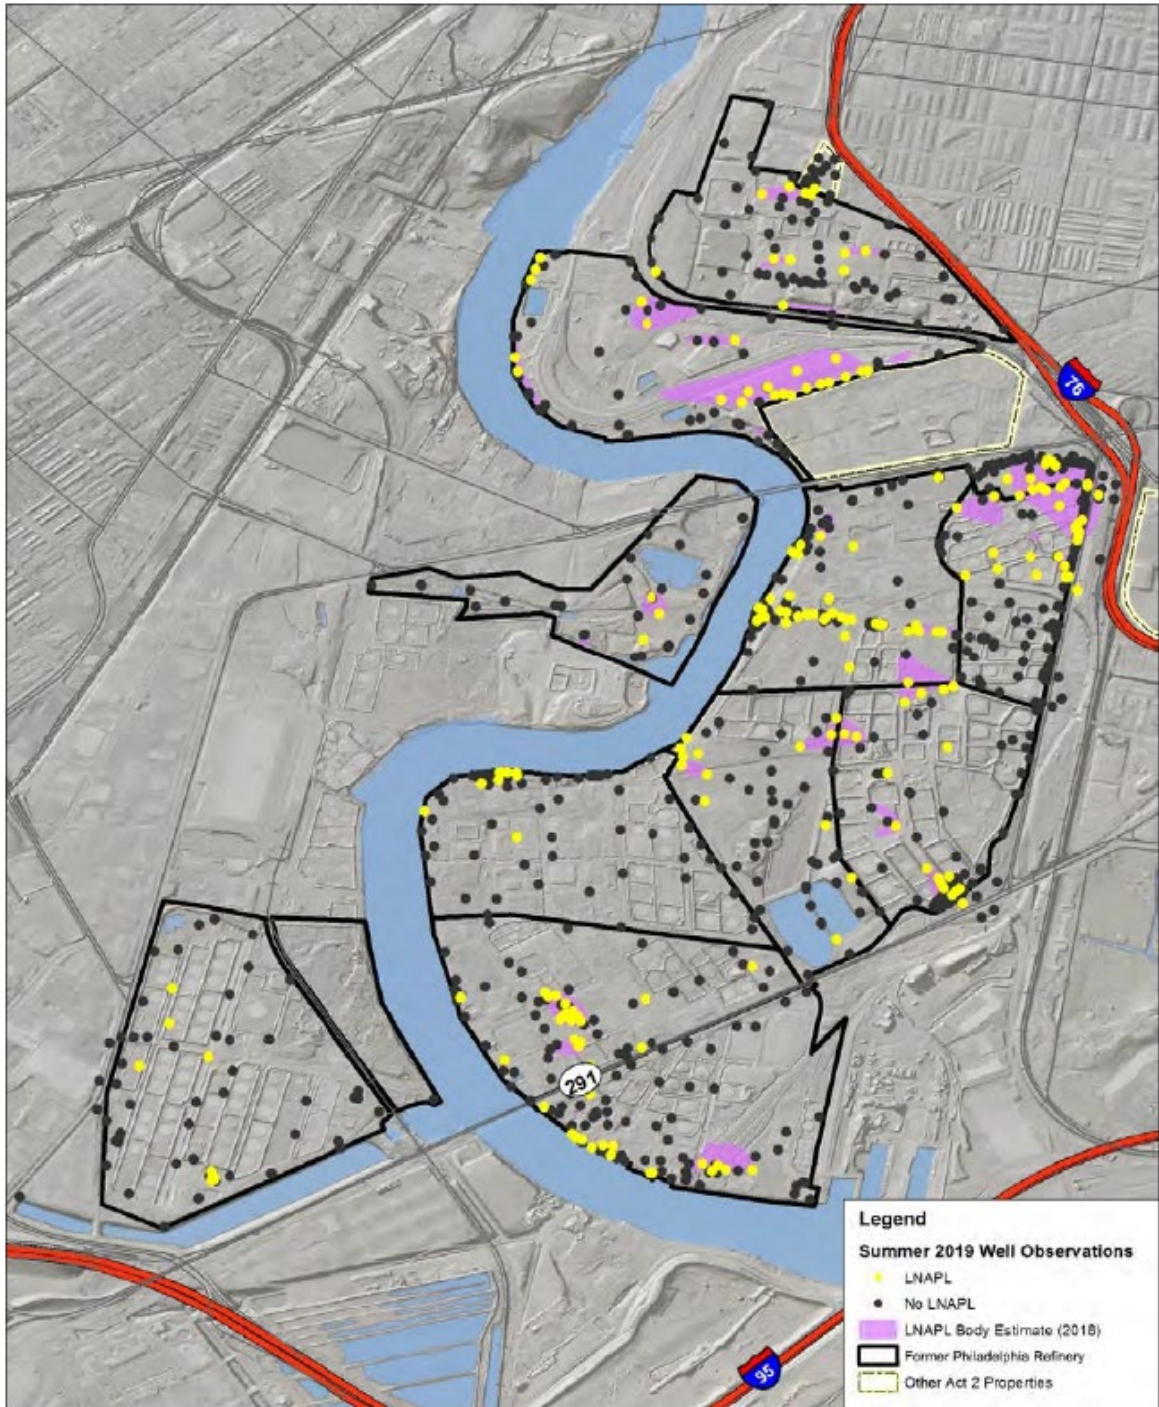 76
291
Legend
Summer 2019 Well Observations
LNAPL
No LNAPL
LNAPL Body Estimate (2018)
Former Philadelphia Refinery
Other Act 2 Properties
95